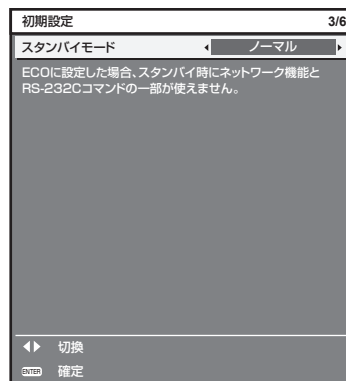 初期設定 3/6
スタンバイモード ノーマル
ECOに設定した場合、スタンバイ時にネットワーク機能と
RS-232Cコマンドの一部が使えません。
切換
ENTER 確定